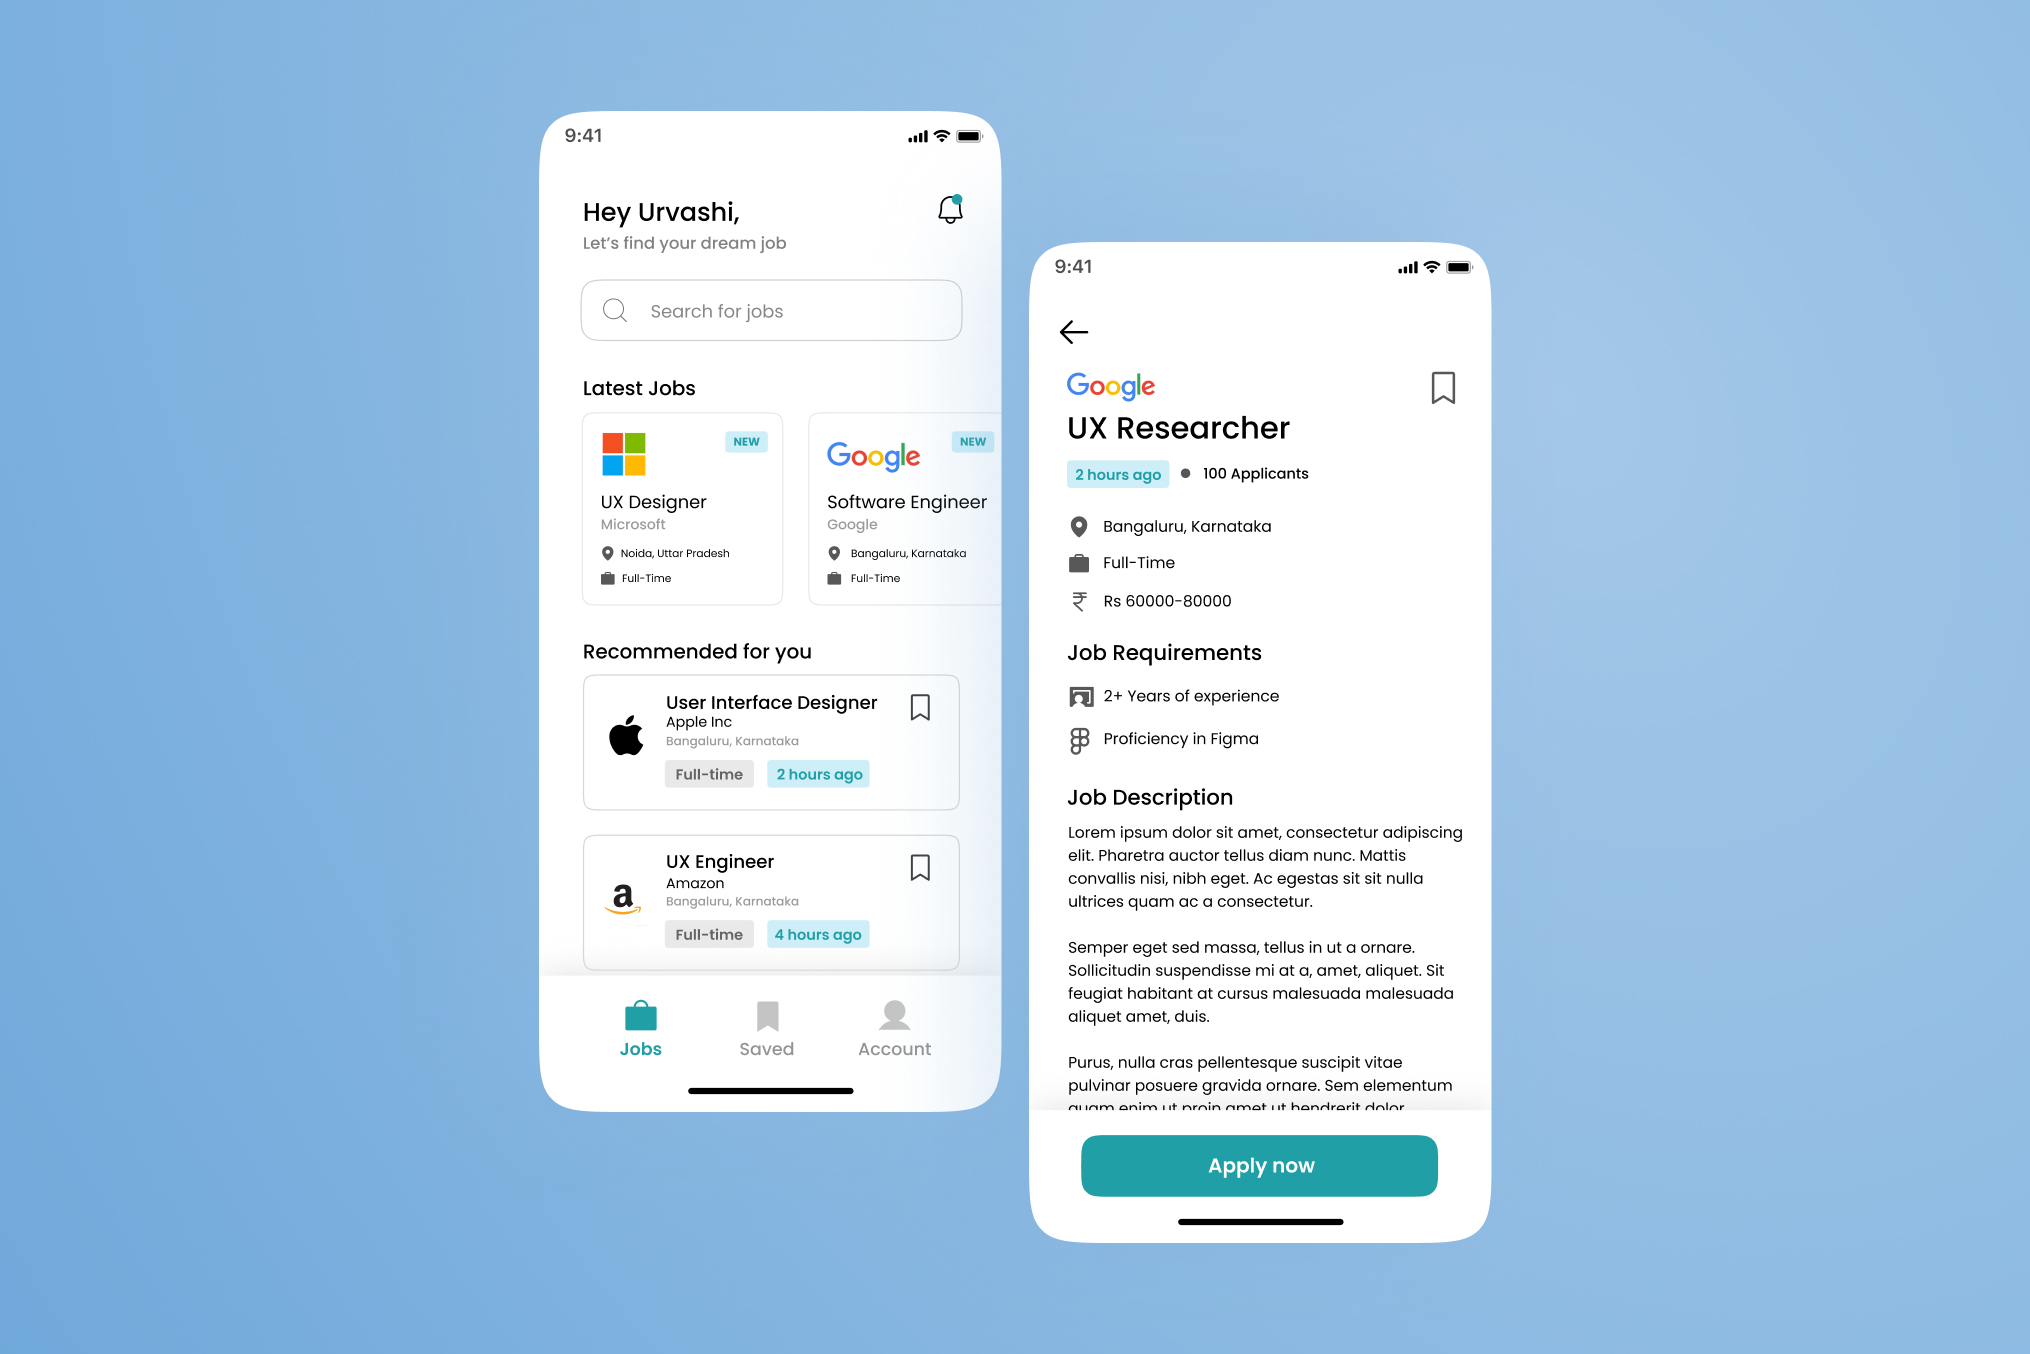 9:41
Hey Urvashi,
Let's find your dream job
Search for jobs
Latest Jobs
NEW
UX Designer
Microsoft
Noida, Uttar Pradesh
Full-Time
Google
NEW
Software Engineer
Google
Bangaluru, Karnataka
Full-Time
Recommended for you
User Interface Designer
Apple Inc
Bangaluru, Karnataka
Full-time 2 hours ago
a
UX Engineer
Amazon
Bangaluru, Karnataka
Full-time 4 hours ago
Jobs Saved Account
9:41
Google
UX Researcher
2 hours ago 100 Applicants
Bangaluru, Karnataka
Full-Time
₹ Rs 60000-80000
Job Requirements
2+ Years of experience
Proficiency in Figma
Job Description
Lorem ipsum dolor sit amet, consectetur adipiscing
elit. Pharetra auctor tellus diam nunc. Mattis
convallis nisi, nibh eget. Ac egestas sit sit nulla
ultrices quam ac a consectetur.
Semper eget sed massa, tellus in ut a ornare.
Sollicitudin suspendisse mi at a, amet, aliquet. Sit
feugiat habitant at cursus malesuada malesuada
aliquet amet, duis.
Purus, nulla cras pellentesque suscipit vitae
pulvinar posuere gravida ornare. Sem elementum
quam enim ut proin amet ut hendrerit dolor
Apply now